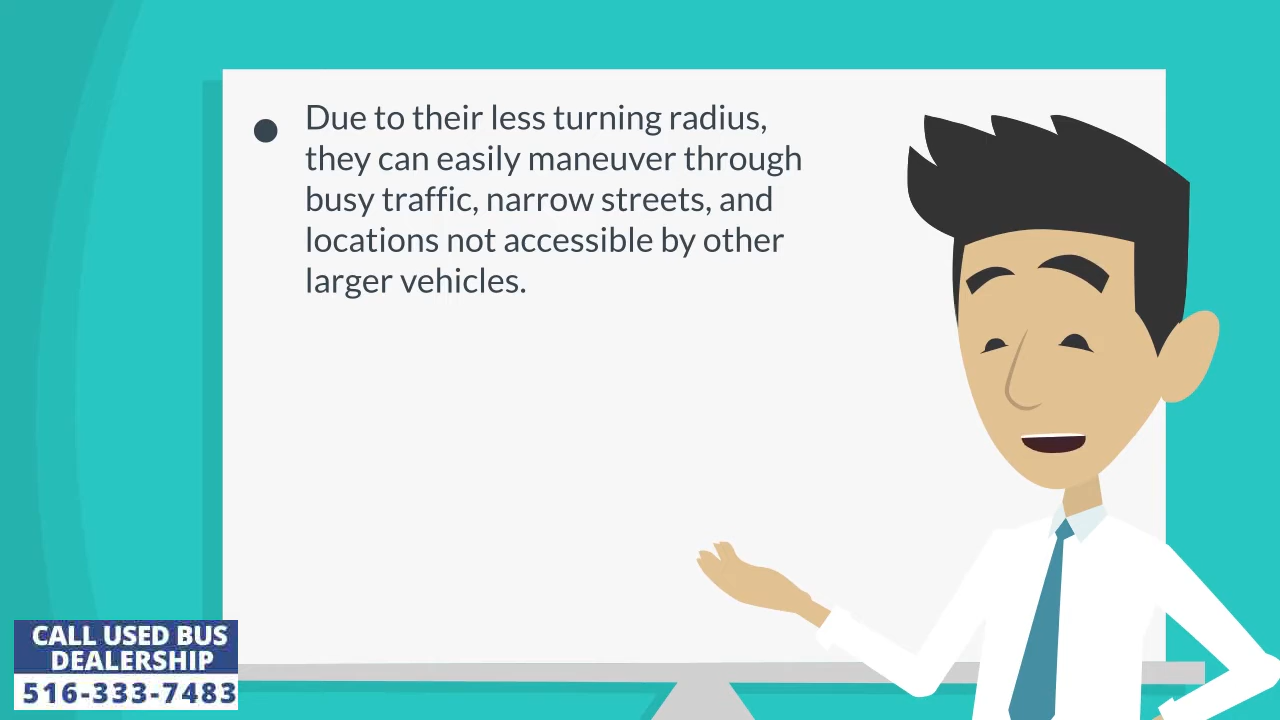 Due to their less turning radius,
they can easily maneuver through
busy traffic, narrow streets, and
locations not accessible by other
larger vehicles.
CALL USED BUS
DEALERSHIP
516-333-7483